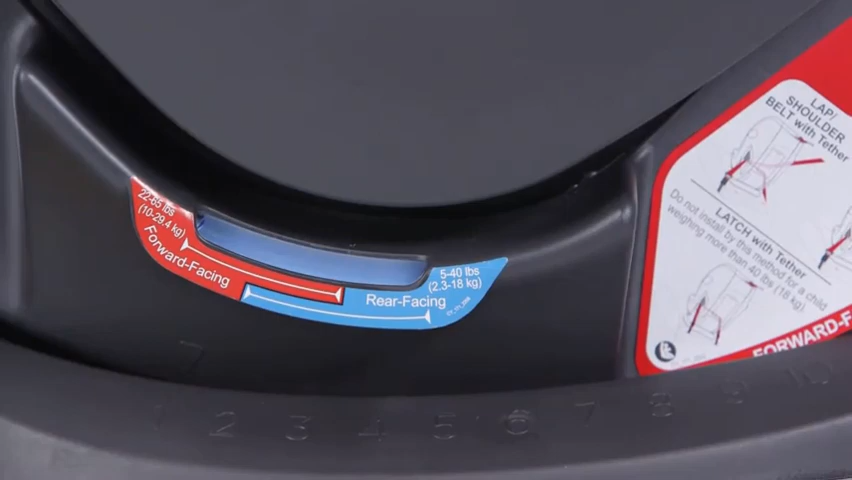 22-65 lbs
(10-29.4 kg)
Forward-Facing
5-40 lbs
(2.3-18 kg)
Rear-Facing
LAP/
SHOULDER
BELT with Tether
LATCH with Tether
Do not install by this method for a child
weighing more than 40 lbs (18 kg)
FORWARD-F
1 2 3 4 5 6 7 8 9 10